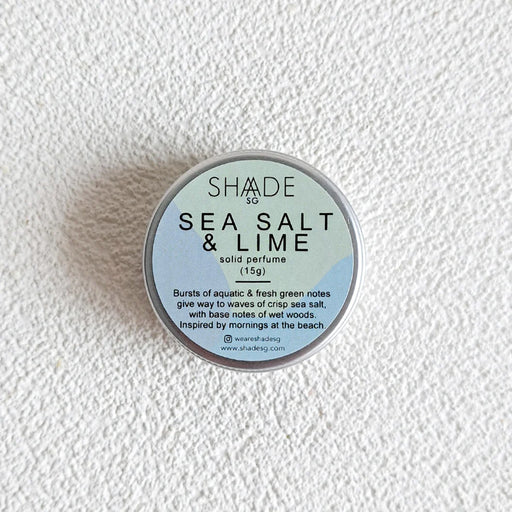 SHADE
SG
SEA SALT
& LIME
solid perfume
(15g)
Bursts of aquatic & fresh green notes
give way to waves of crisp sea salt,
with base notes of wet woods.
Inspired by mornings at the beach.
weareshadesg
www.shadesg.com